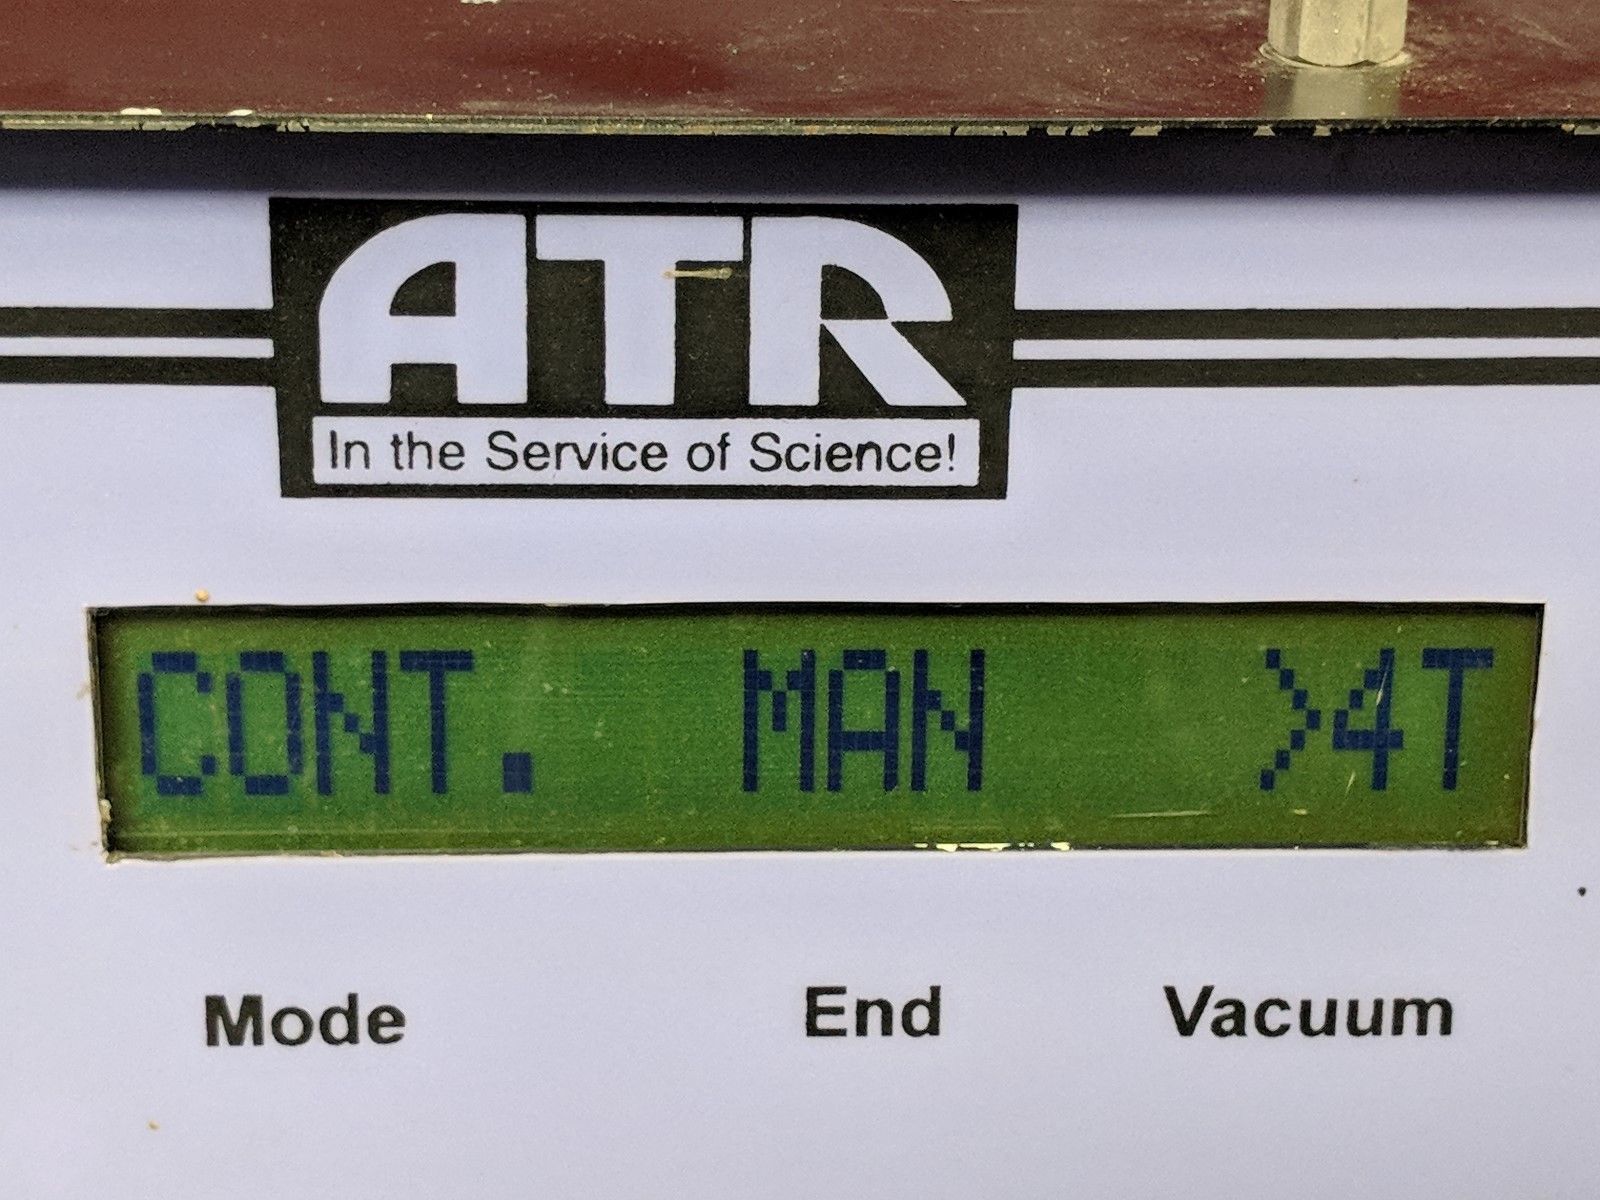 ATR
In the Service of Science!
CONT. MAN >4T
Mode End Vacuum